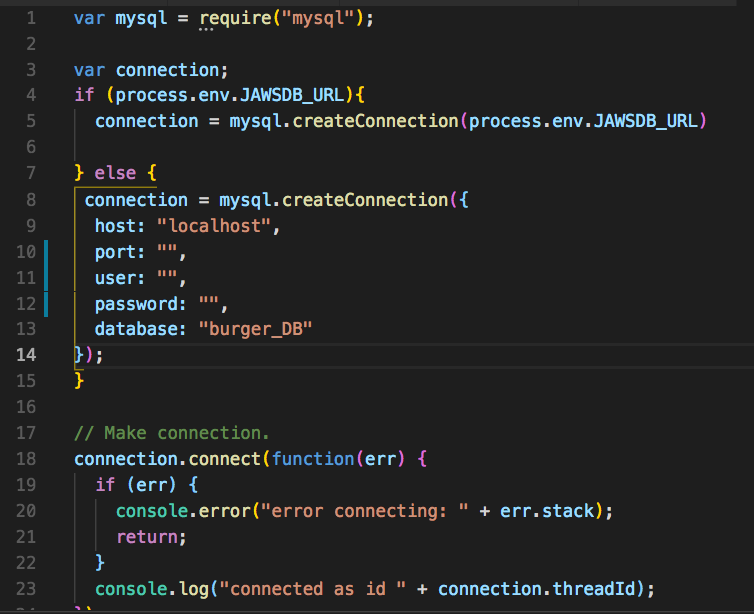 1 var mysql = require("mysql");
2
3 var connection;
4 if (process.env.JAWSDB_URL){
5 connection = mysql.createConnection(process.env.JAWSDB_URL)
6
7 } else {
8 connection = mysql.createConnection({
9 host: "localhost",
10 port: "",
11 user: "",
12 password: "",
13 database: "burger_DB"
14 });
15 }
16
17 // Make connection.
18 connection.connect(function(err) {
19 if (err) {
20 console.error("error connecting: " + err.stack);
21 return;
22 }
23 console.log("connected as id " + connection.threadId);